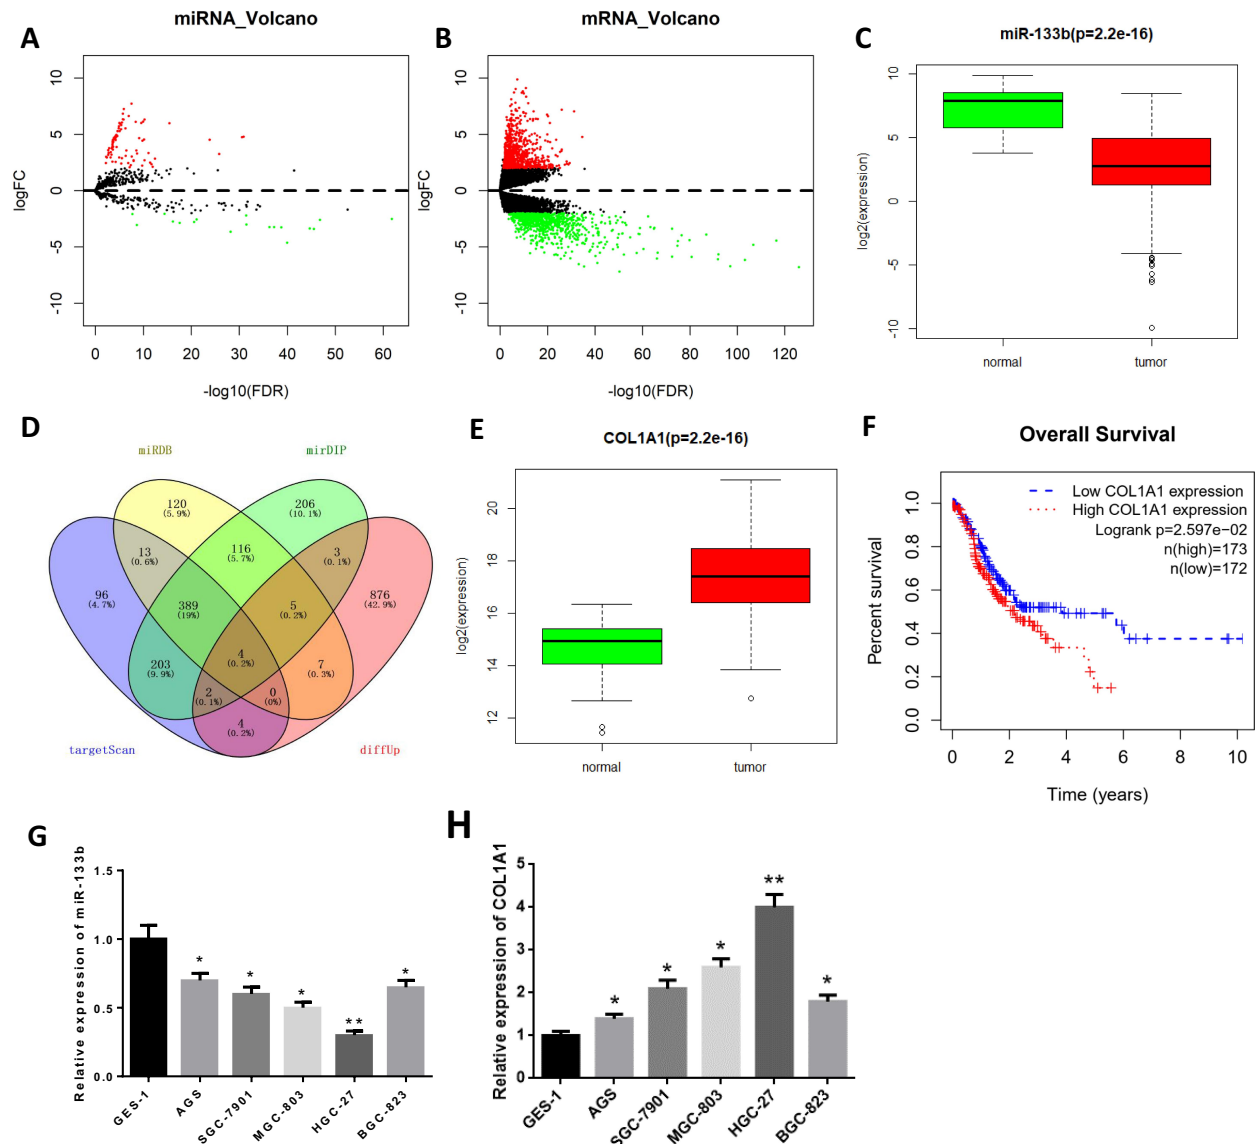 A
miRNA_Volcano
10
5
0
-5
-10
logFC
0
10
20
30
40
50
60
-log10(FDR)
B
mRNA_Volcano
10
5
0
-5
-10
logFC
0
20
40
60
80
100
120
-log10(FDR)
C
miR-133b(p=2.2e-16)
10
5
0
-5
-10
log2(expression)
normal
tumor
D
miRDB
mirDIP
targetScan
diffUp
120
(5.9%)
206
(10.1%)
13
(0.6%)
116
(5.7%)
3
(0.1%)
96
(4.7%)
389
(19%)
5
(0.2%)
876
(42.9%)
203
(9.9%)
4
(0.2%)
7
(0.3%)
2
(0.1%)
0
(0%)
4
(0.2%)
E
COL1A1(p=2.2e-16)
20
18
16
14
12
log2(expression)
normal
tumor
F
Overall Survival
Low COL1A1 expression
High COL1A1 expression
Logrank p=2.597e−02
n(high)=173
n(low)=172
1.0
0.8
0.6
0.4
0.2
0.0
Percent survival
0
2
4
6
8
10
Time (years)
G
Relative expression of miR-133b
1.5
1.0
0.5
0.0
*
*
*
**
*
GES-1
AGS
SGC-7901
MGC-803
HGC-27
BGC-823
H
Relative expression of COL1A1
5
4
3
2
1
0
*
*
*
**
*
GES-1
AGS
SGC-7901
MGC-803
HGC-27
BGC-823